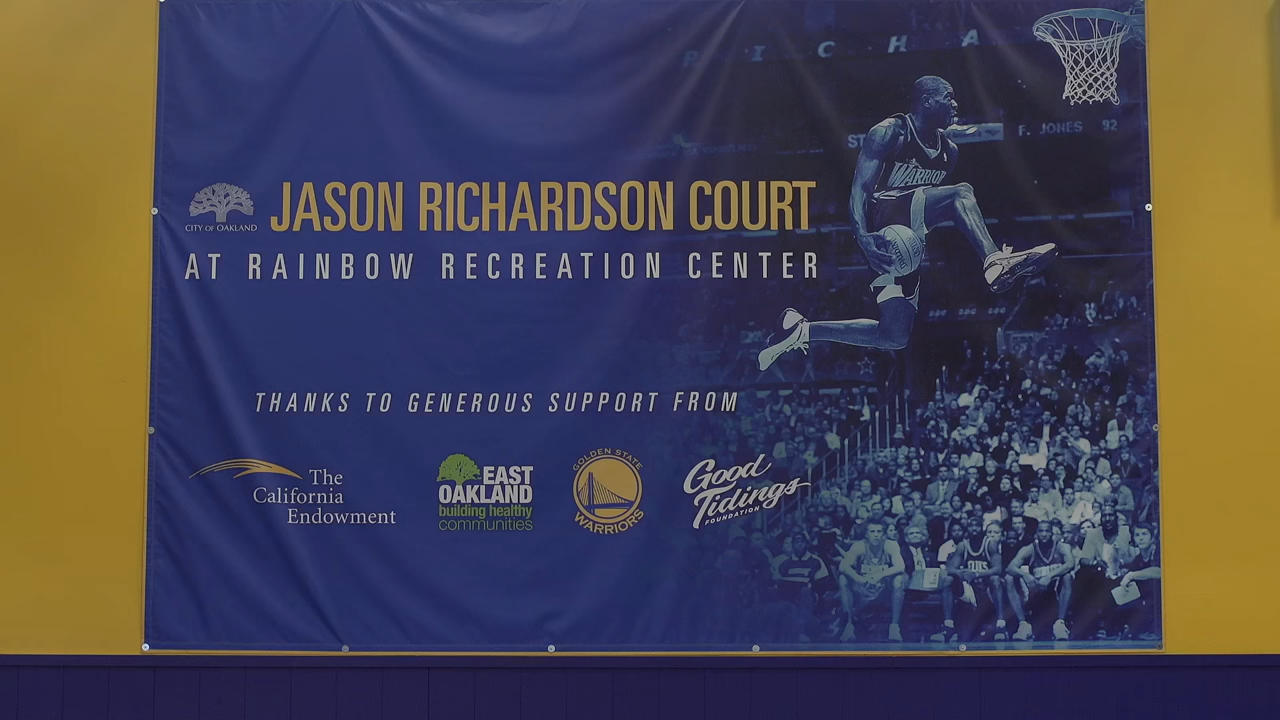 R I C H A
F. JONES 92
WARRIOR
CITY OF OAKLAND
JASON RICHARDSON COURT
AT RAINBOW RECREATION CENTER
THANKS TO GENEROUS SUPPORT FROM
The
California
Endowment
EAST
OAKLAND
building healthy
communities
GOLDEN STATE
WARRIORS
Good
Tidings
FOUNDATION